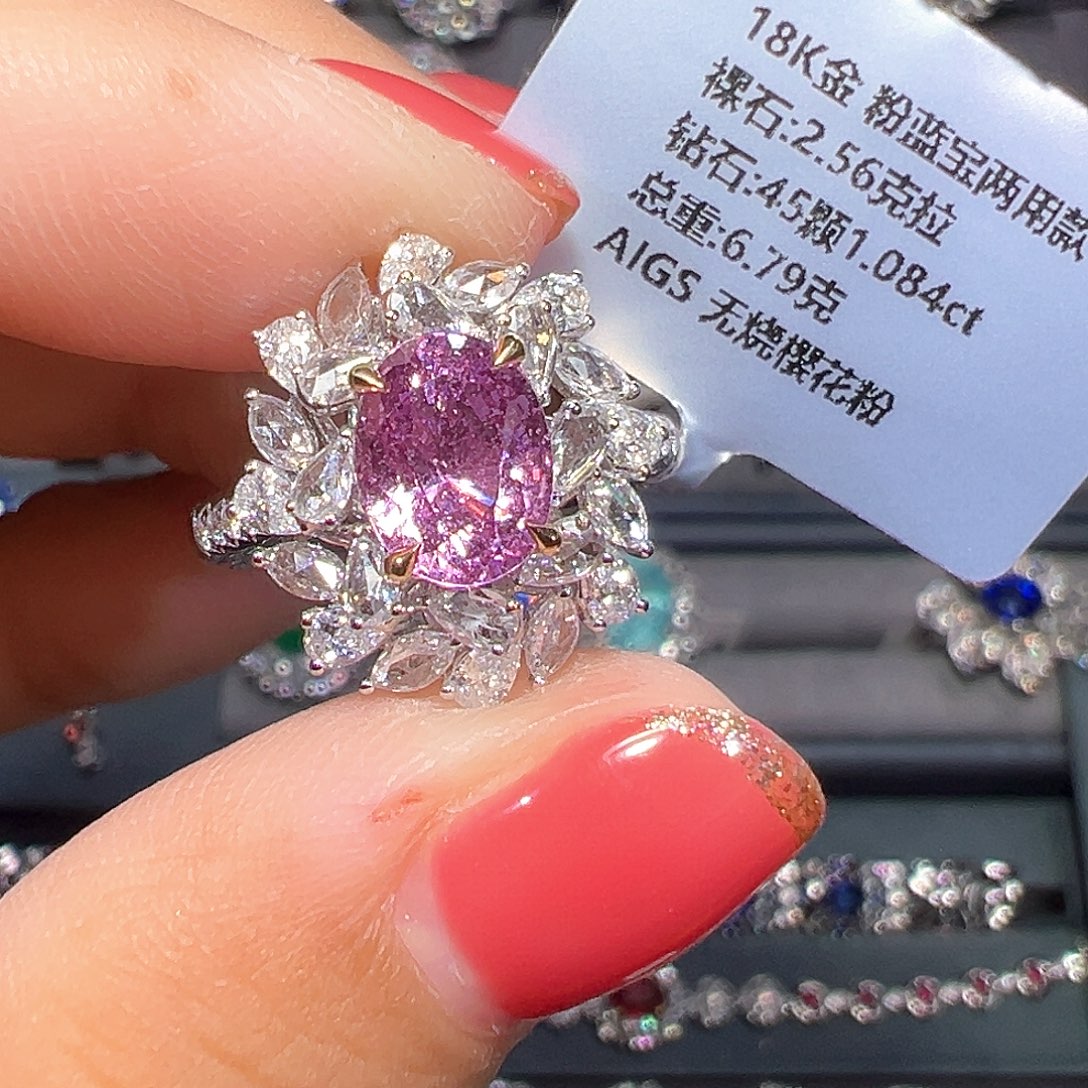 18K金 粉蓝宝两用款
裸石:2.56克拉
钻石:45颗1.084ct
总重:6.79克
AIGS 无烧樱花粉